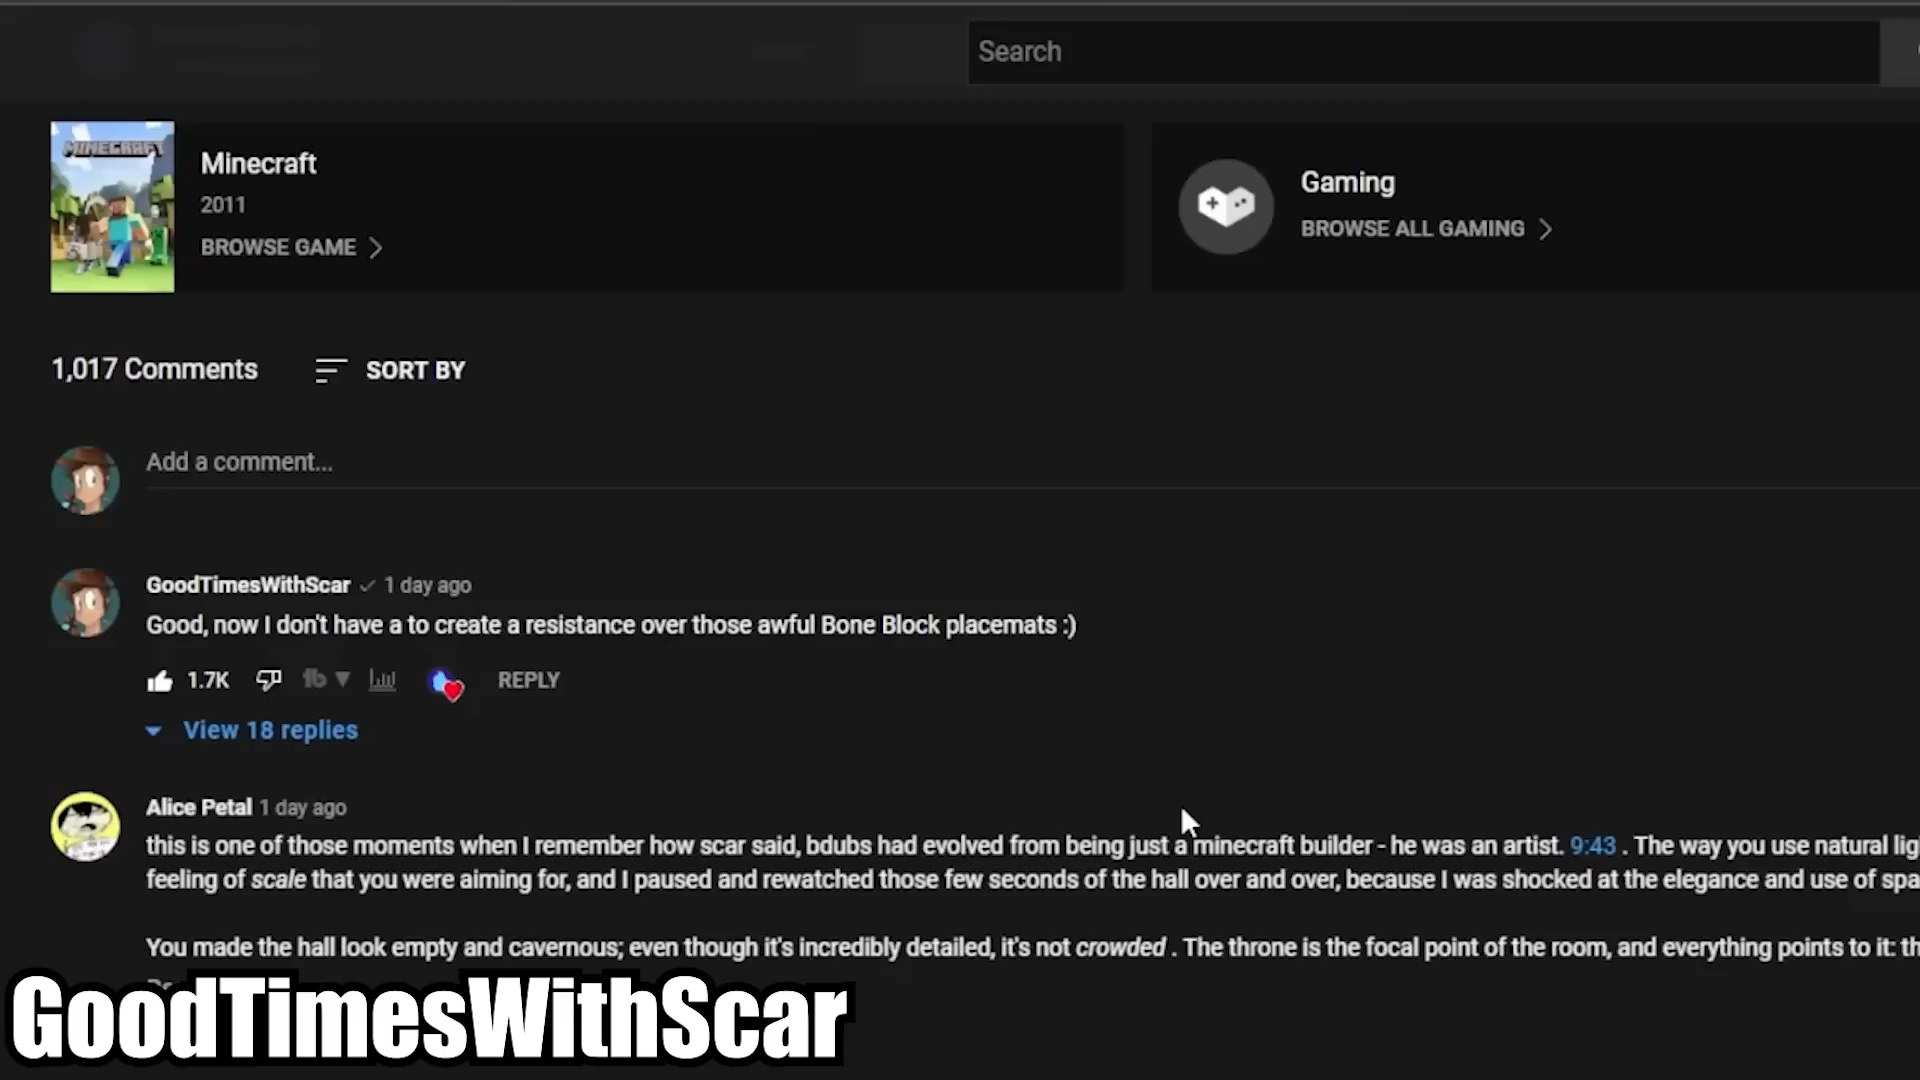 Search
MINECRAFT
Minecraft
2011
BROWSE GAME
Gaming
BROWSE ALL GAMING
1,017 Comments
SORT BY
Add a comment...
GoodTimesWithScar 1 day ago
Good, now I don't have a to create a resistance over those awful Bone Block placemats :)
1.7K
REPLY
View 18 replies
Alice Petal 1 day ago
this is one of those moments when I remember how scar said, bdubs had evolved from being just a minecraft builder - he was an artist. 9:43 . The way you use natural
feeling of scale that you were aiming for, and I paused and rewatched those few seconds of the hall over and over, because I was shocked at the elegance and use of
You made the hall look empty and cavernous; even though it's incredibly detailed, it's not crowded . The throne is the focal point of the room, and everything points to it:
GoodTimesWithScar